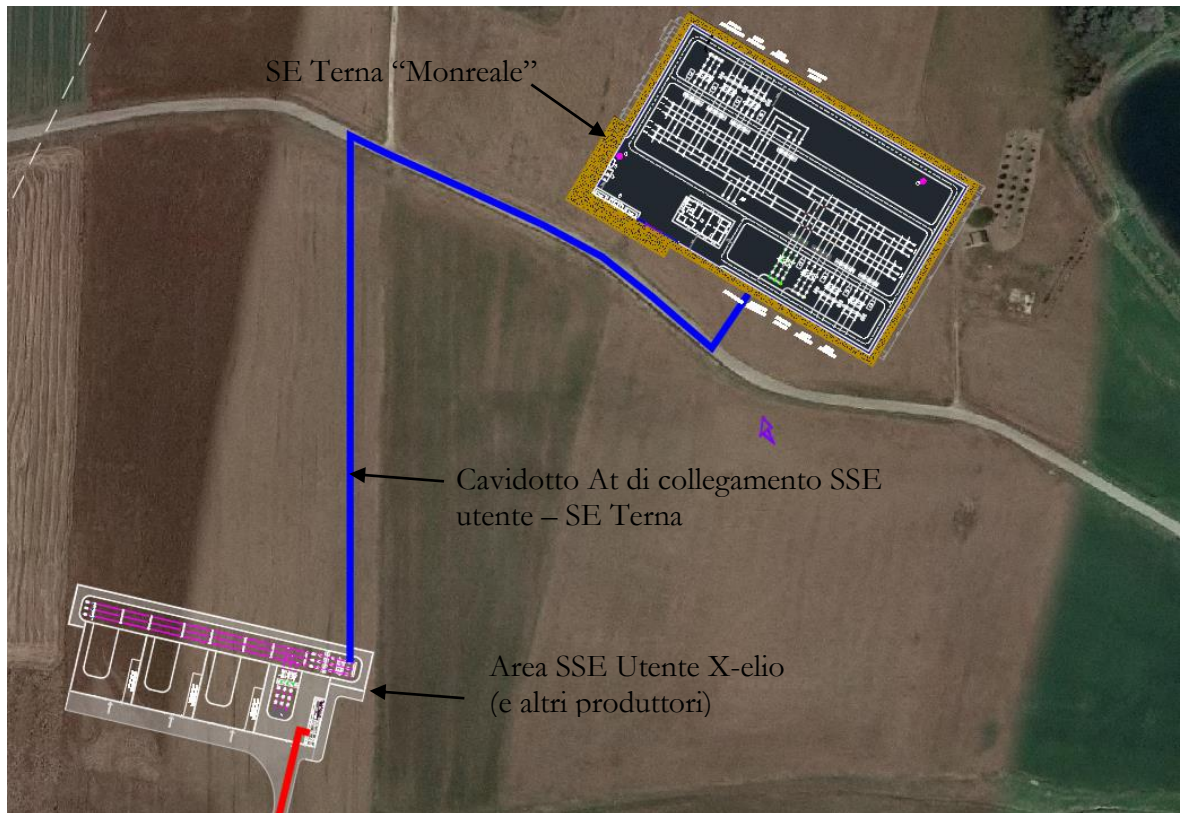 SE Terna “Monreale”
Cavidotto At di collegamento SSE
utente – SE Terna
Area SSE Utente X-elio
(e altri produttori)